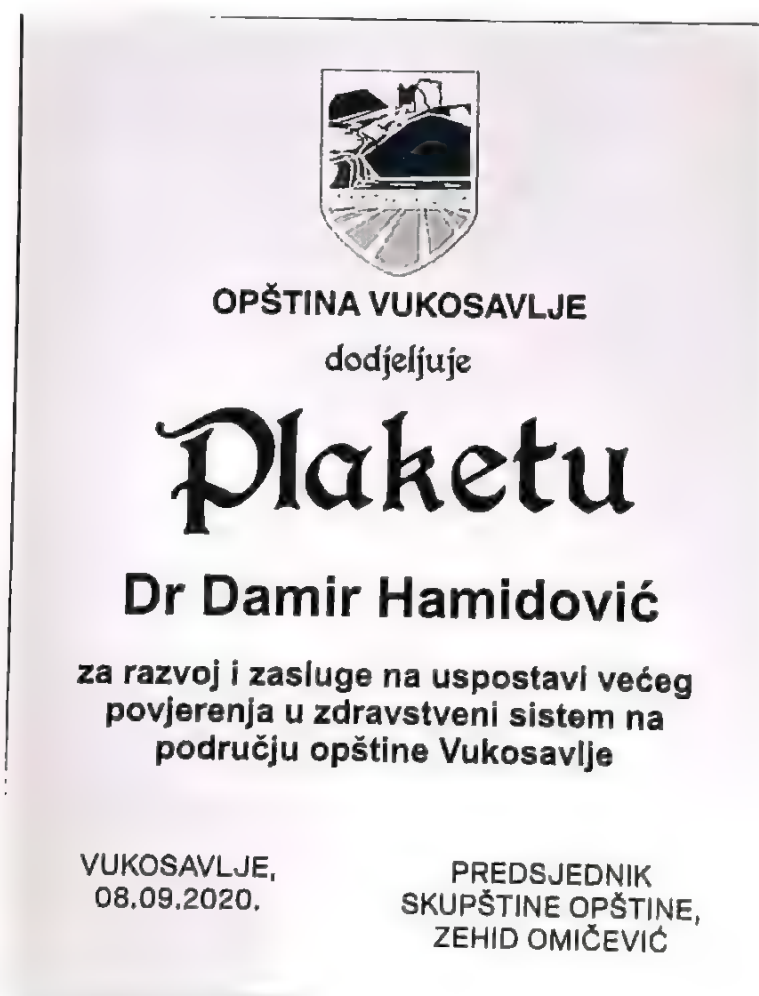 OPŠTINA VUKOSAVLJE
dodjeljuje
Plaketu
Dr Damir Hamidović
za razvoj i zasluge na uspostavi većeg
povjerenja u zdravstveni sistem na
području opštine Vukosavlje
VUKOSAVLJE,
08.09.2020.
PREDSJEDNIK
SKUPŠTINE OPŠTINE,
ZEHID OMIČEVIĆ